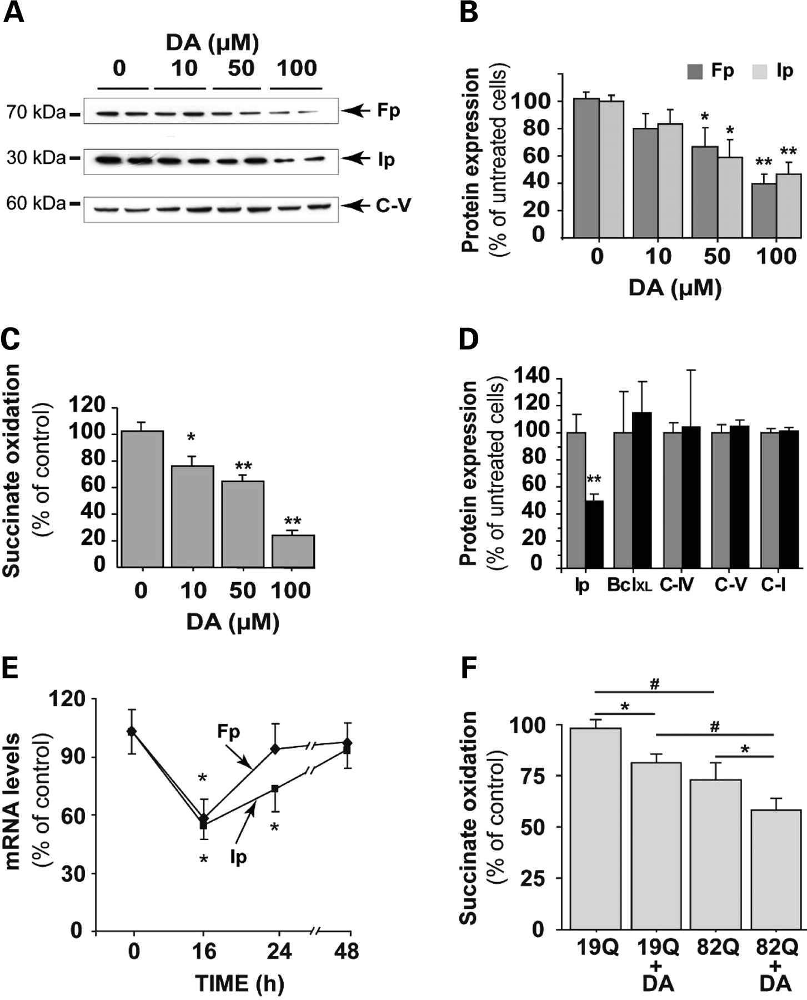 A
DA (µM)
0 10 50 100
70 kDa
Fp
30 kDa
Ip
60 kDa
C-V
B
Fp Ip
Protein expression
(% of untreated cells)
100
80
60
40
20
0
* * ** **
0 10 50 100
DA (µM)
C
Succinate oxidation
(% of control)
120
100
80
60
40
20
0
* ** **
0 10 50 100
DA (µM)
D
Protein expression
(% of untreated cells)
140
120
100
80
60
40
20
0
**
Ip BclXL C-IV C-V C-I
E
mRNA levels
(% of control)
120
90
60
30
0
Fp
*
*
*
Ip
0 16 24 48
TIME (h)
F
Succinate oxidation
(% of control)
100
75
50
25
0
#
*
#
*
19Q 19Q + DA 82Q 82Q + DA